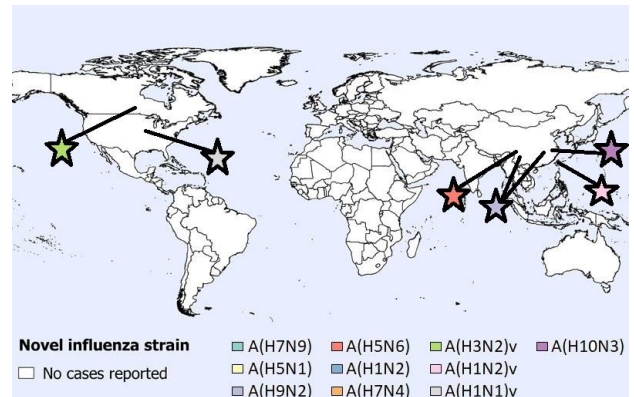 Novel influenza strain
No cases reported
A(H7N9) A(H5N6) A(H3N2)v A(H10N3)
A(H5N1) A(H1N2) A(H1N2)v
A(H9N2) A(H7N4) A(H1N1)v